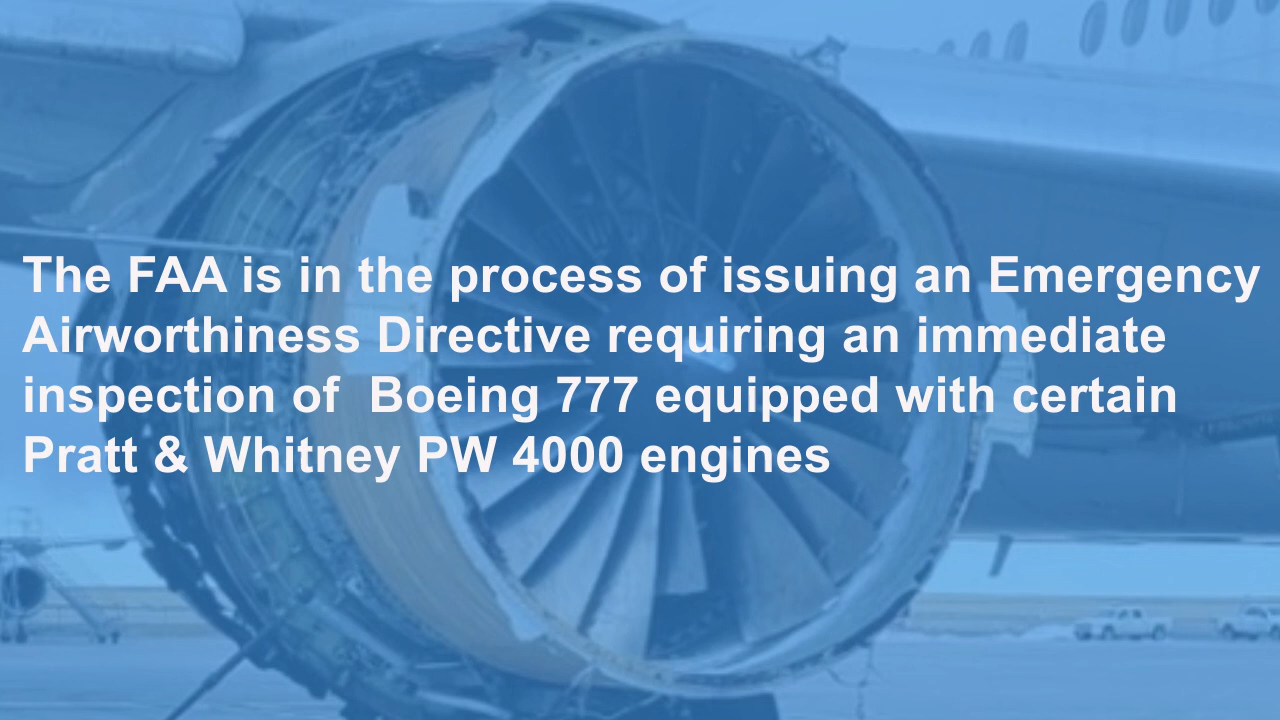 The FAA is in the process of issuing an Emergency
Airworthiness Directive requiring an immediate
inspection of  Boeing 777 equipped with certain
Pratt & Whitney PW 4000 engines